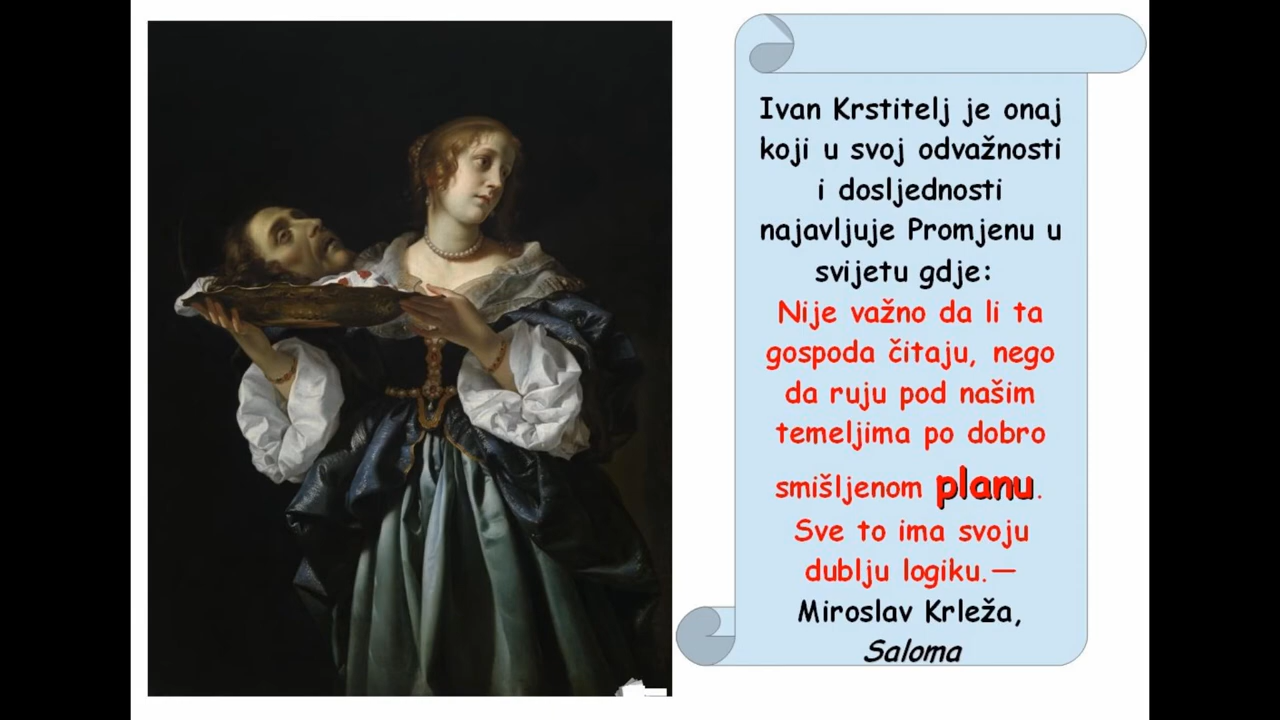 Ivan Krstitelj je onaj
koji u svoj odvažnosti
i dosljednosti
najavljuje Promjenu u
svijetu gdje:
Nije važno da li ta
gospoda čitaju, nego
da ruju pod našim
temeljima po dobro
smišljenom planu.
Sve to ima svoju
dublju logiku.—
Miroslav Krleža,
Saloma